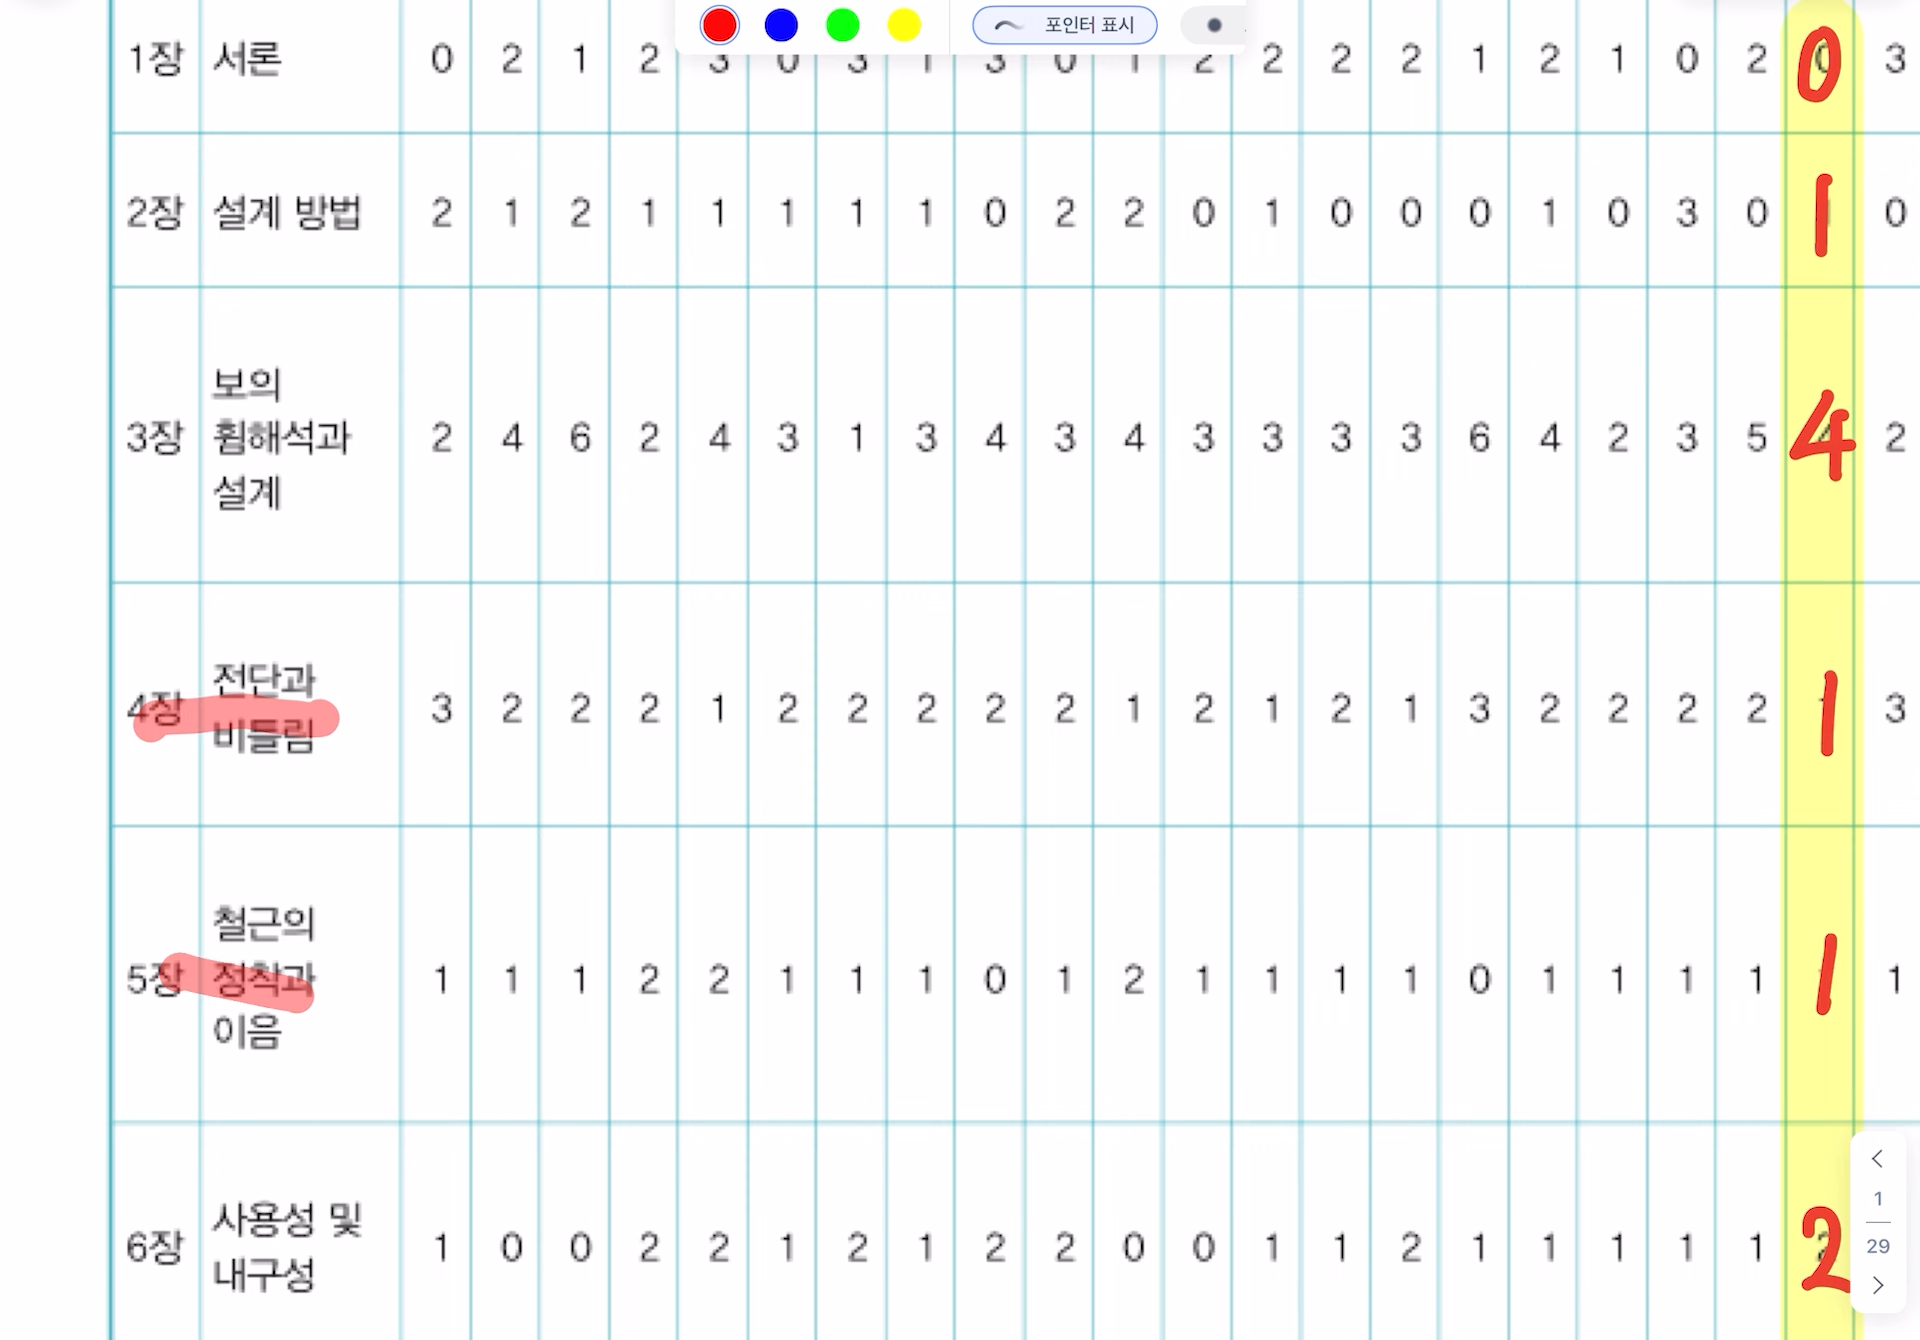 포인터 표시
1장 서론 0 2 1 2 3 0 3 1 3 0 1 2 2 2 2 1 2 1 0 2 0 3
2장 설계 방법 2 1 2 1 1 1 1 1 0 2 2 0 1 0 0 0 1 0 3 0 1 0
보의
3장 휨해석과 2 4 6 2 4 3 1 3 4 3 4 3 3 3 3 6 4 2 3 5 4 2
설계
전단과
4장 3 2 2 2 1 2 2 2 2 2 1 2 1 2 1 3 2 2 2 2 1 3
비틀림
철근의
5장 정착과 1 1 1 2 2 1 1 1 0 1 2 1 1 1 1 0 1 1 1 1 1 1
이음
사용성 및
6장 1 0 0 2 2 1 2 1 2 2 0 0 1 1 2 1 1 1 1 1 2
내구성
1
29